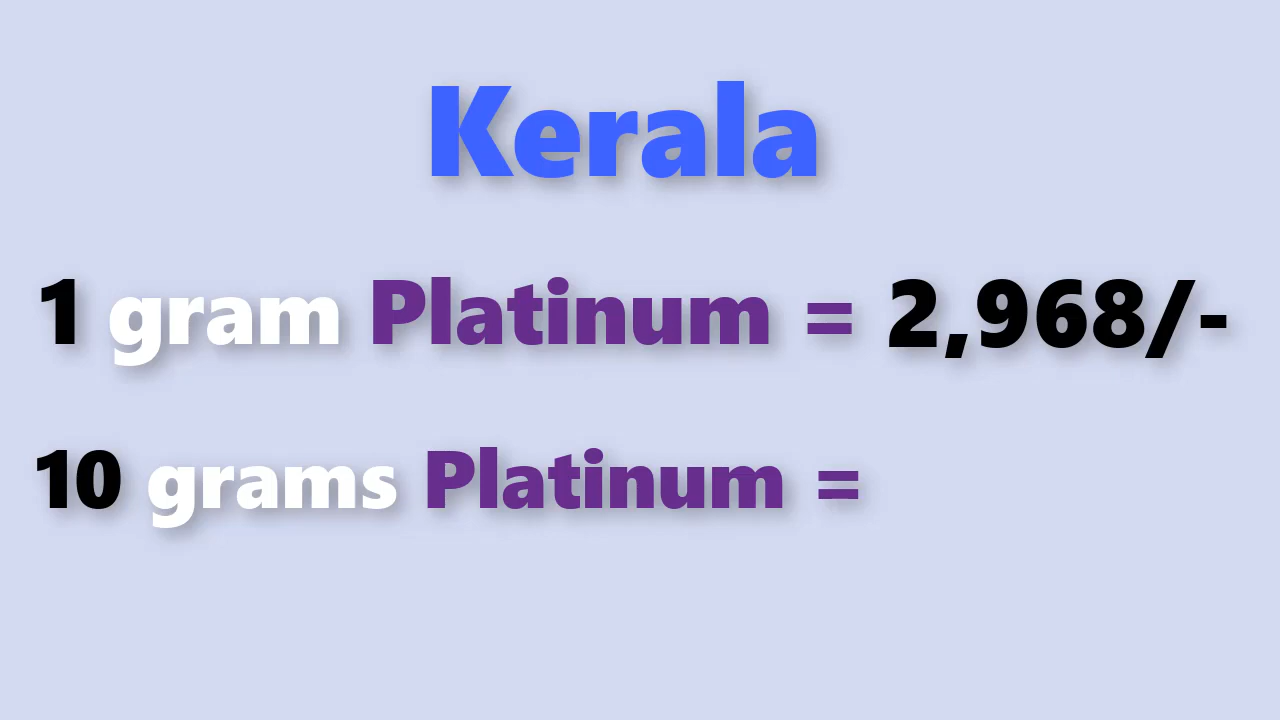 Kerala
1 gram Platinum = 2,968/-
10 grams Platinum =